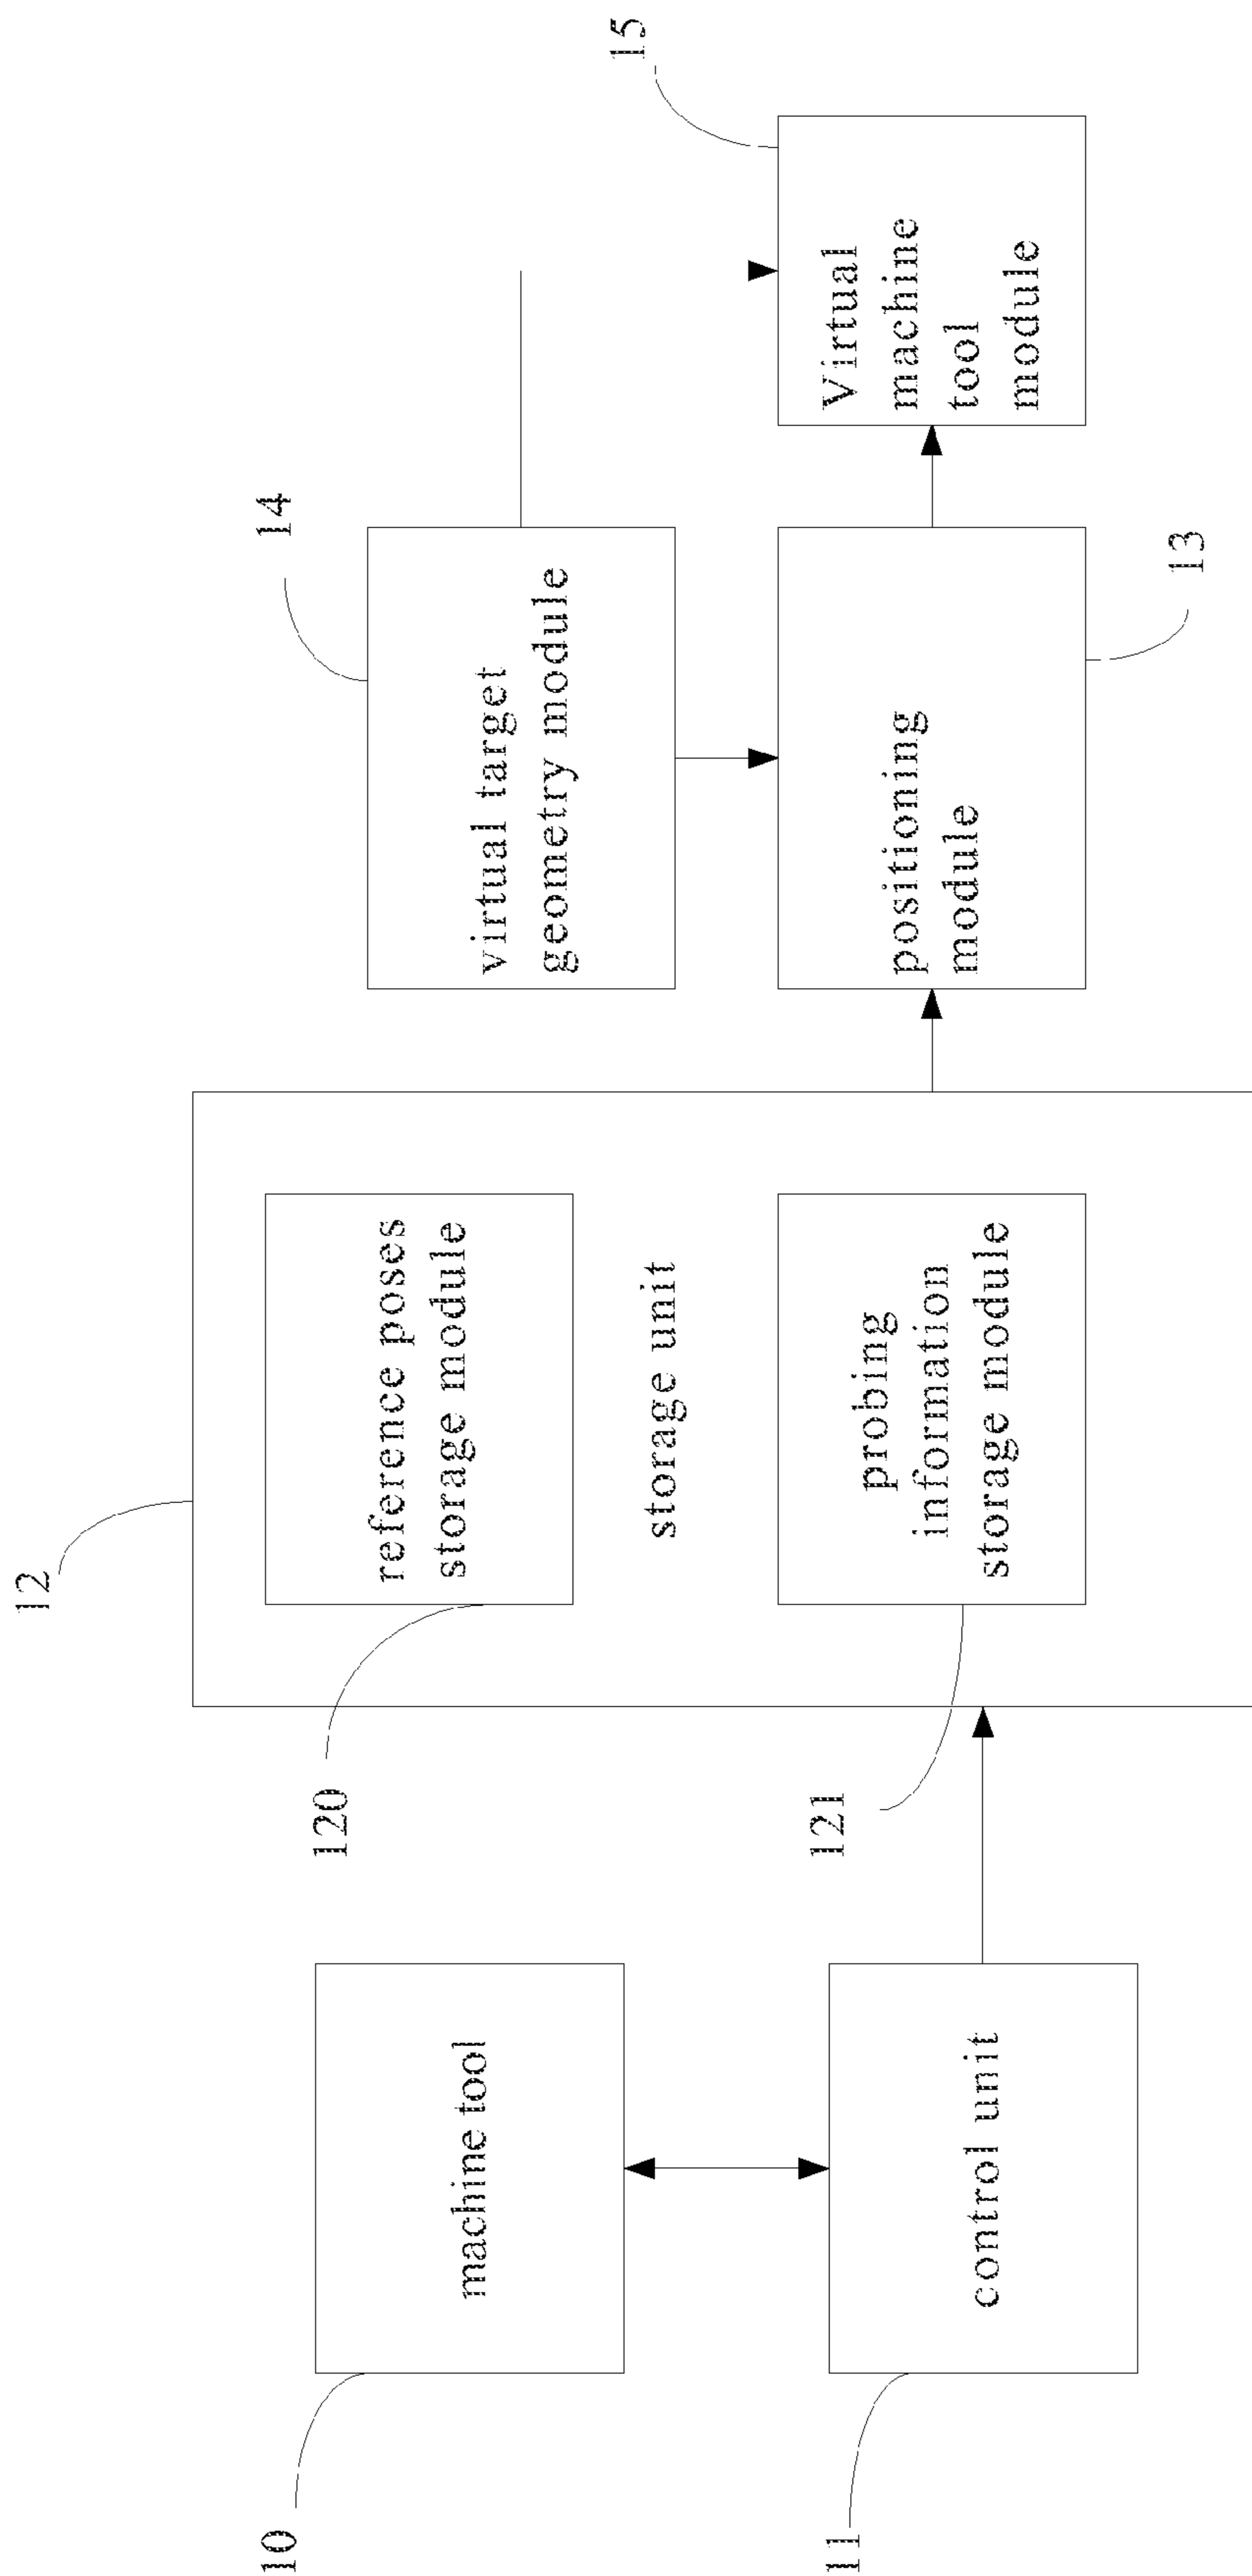 10
machine tool
11
control unit
12
120
reference poses
storage module
storage unit
121
probing
information
storage module
14
virtual target
geometry module
13
positioning
module
15
Virtual
machine
tool
module